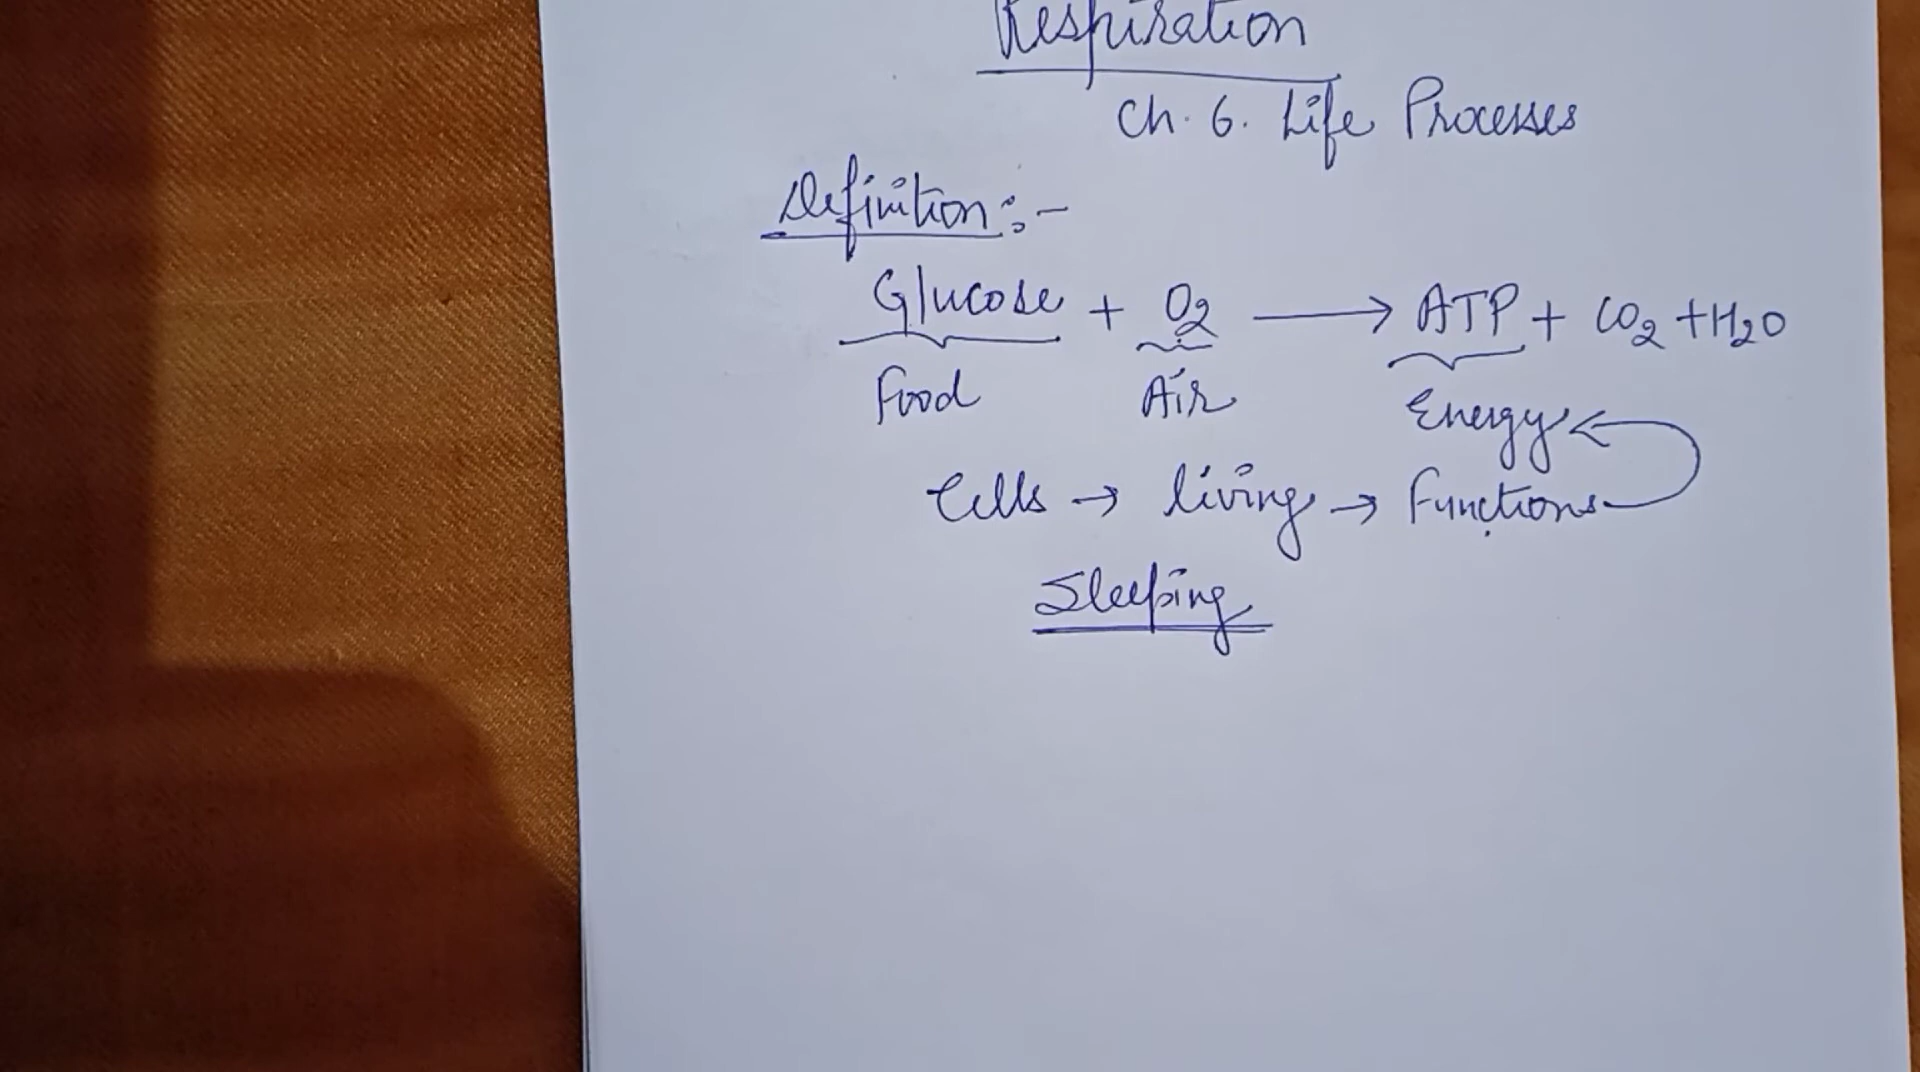 Respiration
Ch. 6. Life Processes
Definition :-
Glucose + O2 → ATP + CO2 + H2O
Food Air Energy
Cells → living → Functions
Sleeping